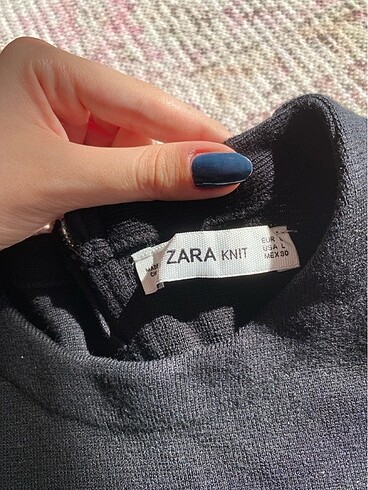 ZARA KNIT
EUR L
USA L
MEX 30